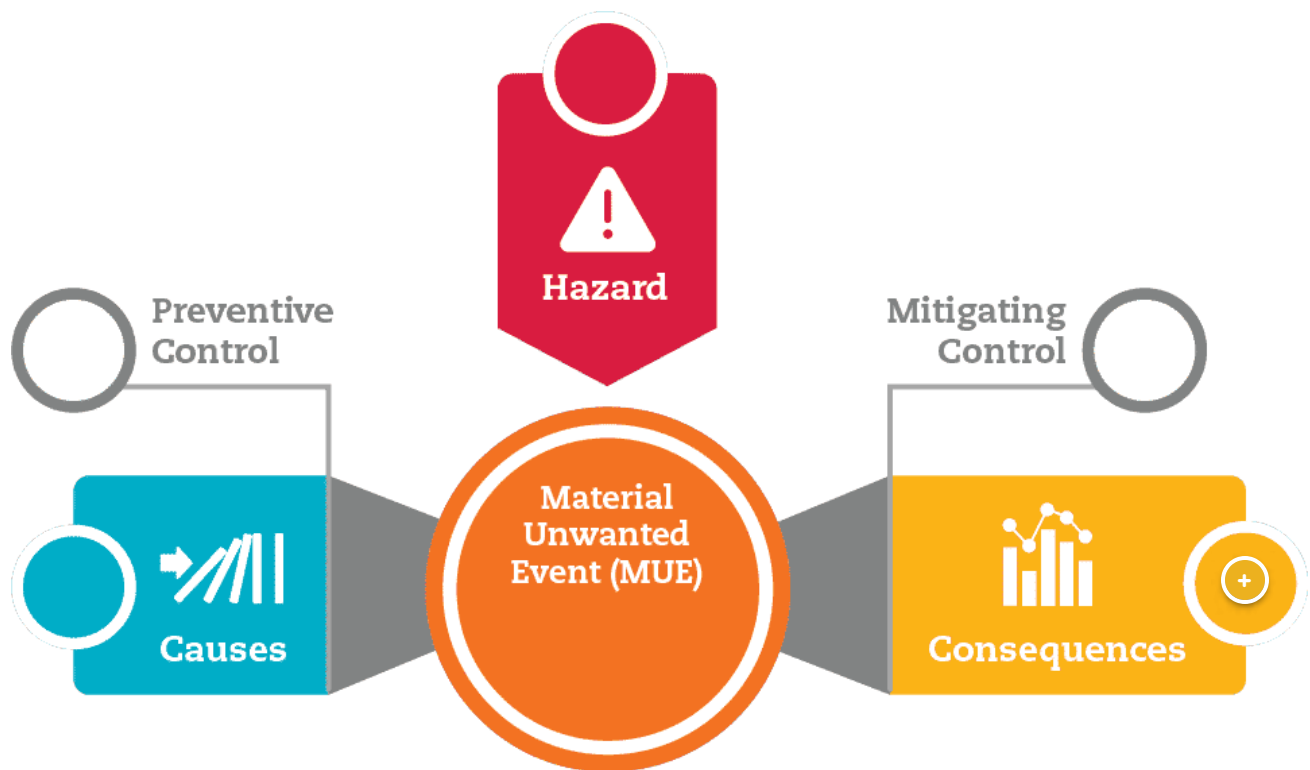 Hazard
Preventive
Control
Mitigating
Control
Material
Unwanted
Event (MUE)
Causes
Consequences